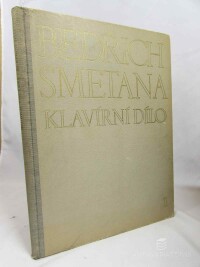 BEDŘICH
SMETANA
KLAVÍRNÍ DÍLO